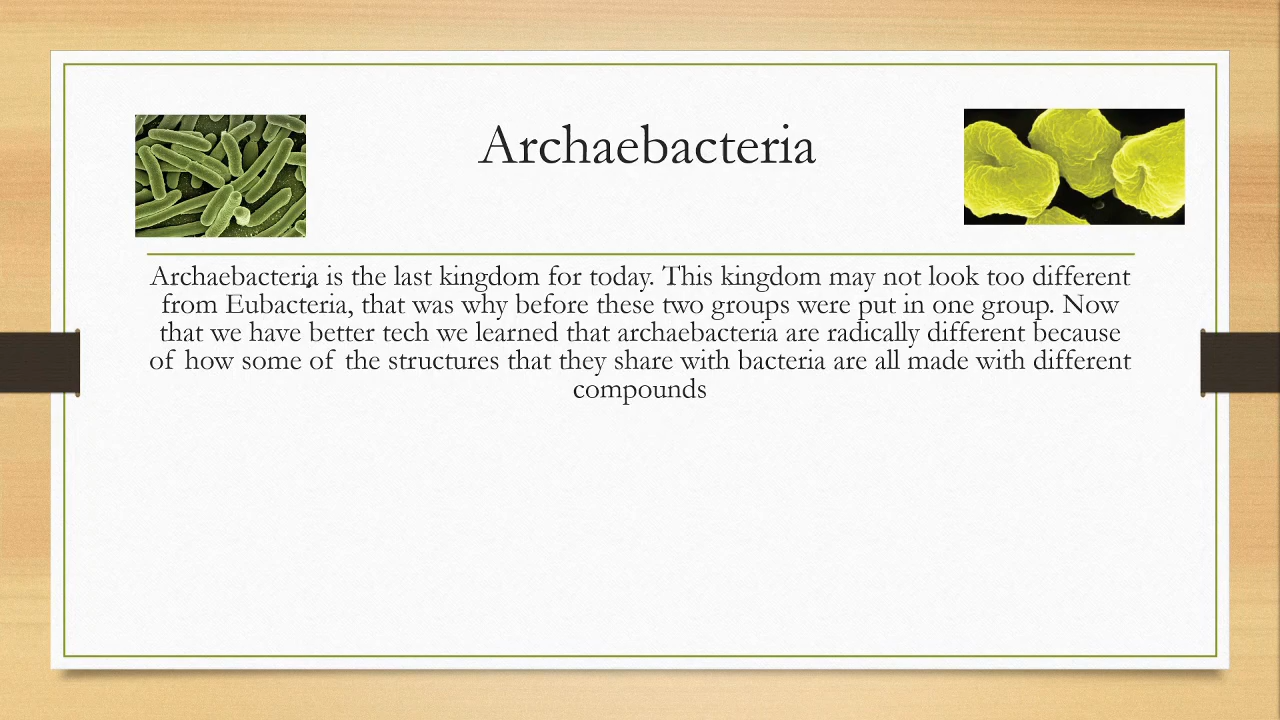 Archaebacteria
Archaebacteria is the last kingdom for today. This kingdom may not look too different
from Eubacteria, that was why before these two groups were put in one group. Now
that we have better tech we learned that archaebacteria are radically different because
of how some of the structures that they share with bacteria are all made with different
compounds